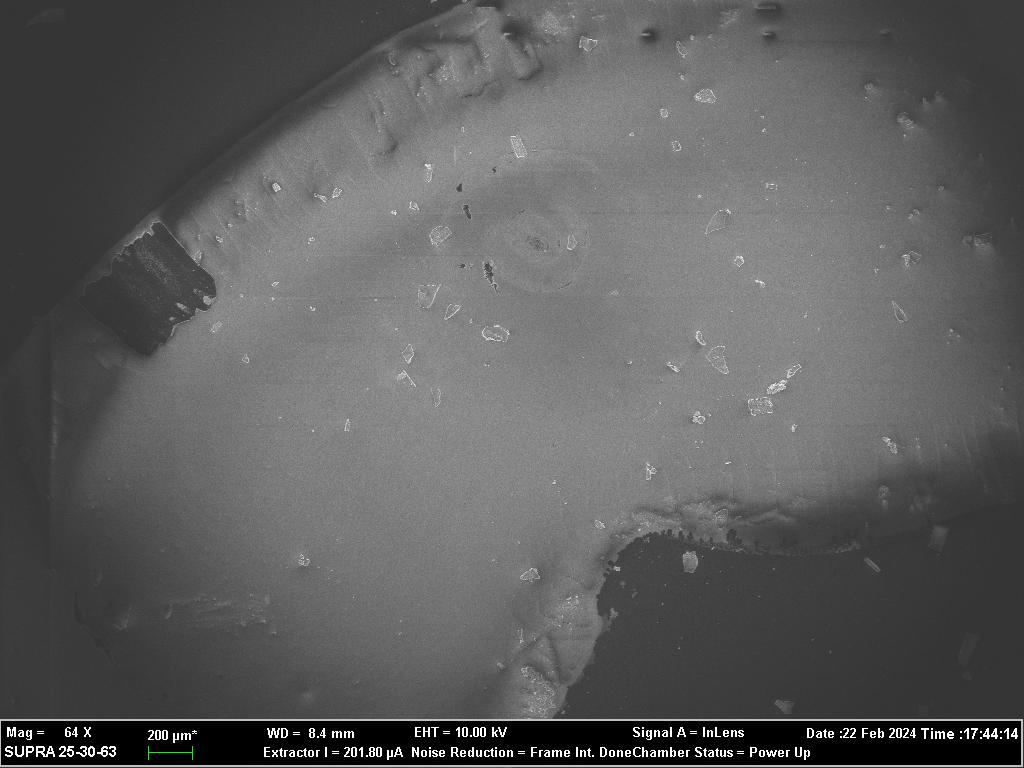 Mag = 64 X 200 µm* WD = 8.4 mm EHT = 10.00 kV Signal A = InLens Date :22 Feb 2024 Time :17:44:14
SUPRA 25-30-63 Extractor I = 201.80 µA Noise Reduction = Frame Int. DoneChamber Status = Power Up